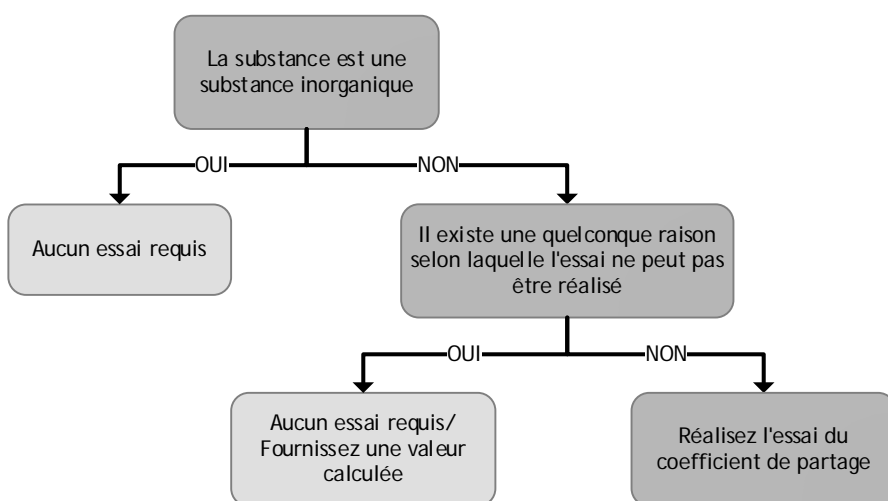 La substance est une
substance inorganique
OUI
NON
Aucun essai requis
Il existe une quelconque raison
selon laquelle l'essai ne peut pas
être réalisé
OUI
NON
Aucun essai requis/
Fournissez une valeur
calculée
Réalisez l'essai du
coefficient de partage